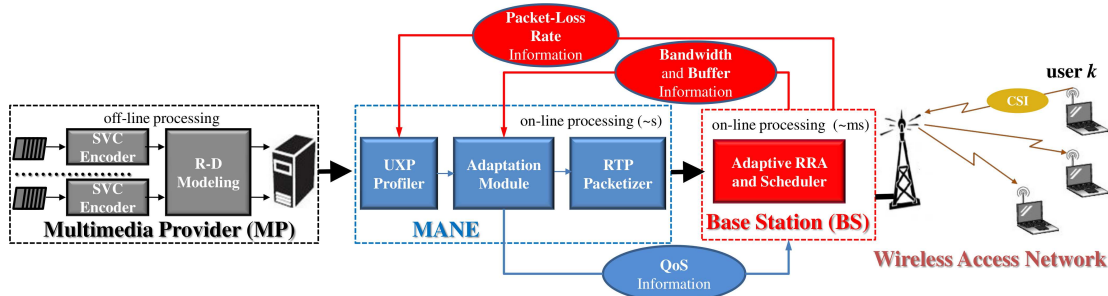 Packet-Loss
Rate
Information
Bandwidth
and Buffer
Information
user k
CSI
off-line processing
on-line processing (~s)
on-line processing (~ms)
SVC
Encoder
SVC
Encoder
R-D
Modeling
UXP
Profiler
Adaptation
Module
RTP
Packetizer
Adaptive RRA
and Scheduler
Multimedia Provider (MP)
MANE
Base Station (BS)
QoS
Information
Wireless Access Network